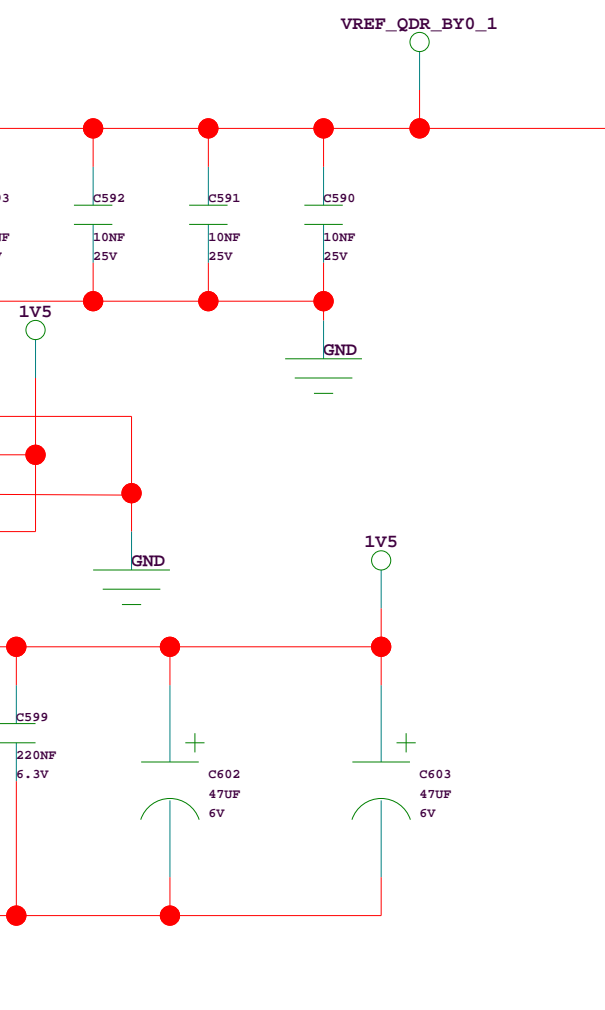 VREF_QDR_BY0_1
C592
C591
C590
10NF
10NF
10NF
25V
25V
25V
1V5
GND
GND
1V5
C599
220NF
6.3V
C602
47UF
6V
C603
47UF
6V